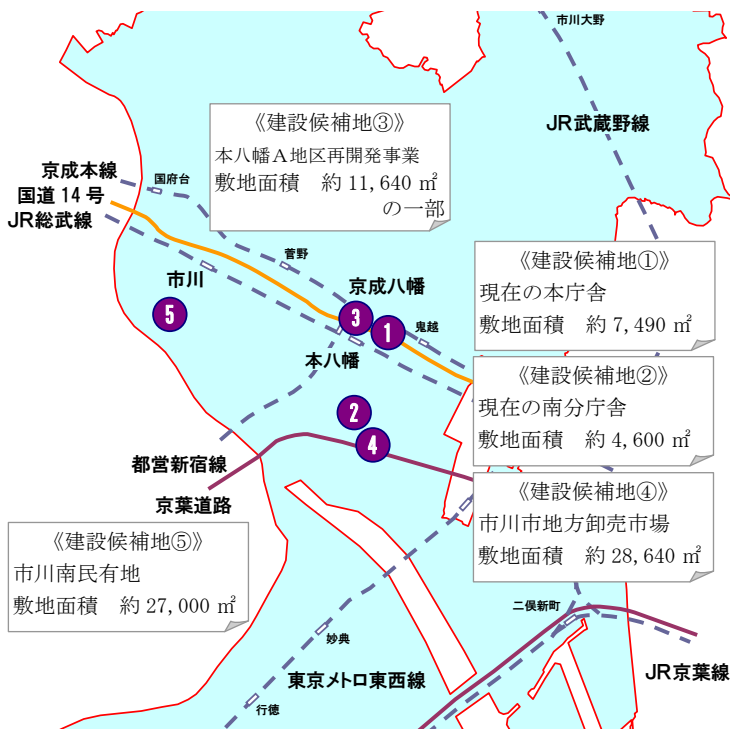 市川大野
《建設候補地③》
本八幡A地区再開発事業
敷地面積 約11,640 ㎡
の一部
JR武蔵野線
京成本線
国府台
国道14号
JR総武線
菅野
市川
京成八幡
《建設候補地①》
現在の本庁舎
敷地面積 約7,490 ㎡
5
3
1
鬼越
本八幡
《建設候補地②》
現在の南分庁舎
敷地面積 約4,600 ㎡
2
4
都営新宿線
京葉道路
《建設候補地④》
市川市地方卸売市場
敷地面積 約28,640 ㎡
《建設候補地⑤》
市川南民有地
敷地面積 約27,000 ㎡
二俣新町
妙典
東京メトロ東西線
JR京葉線
行徳